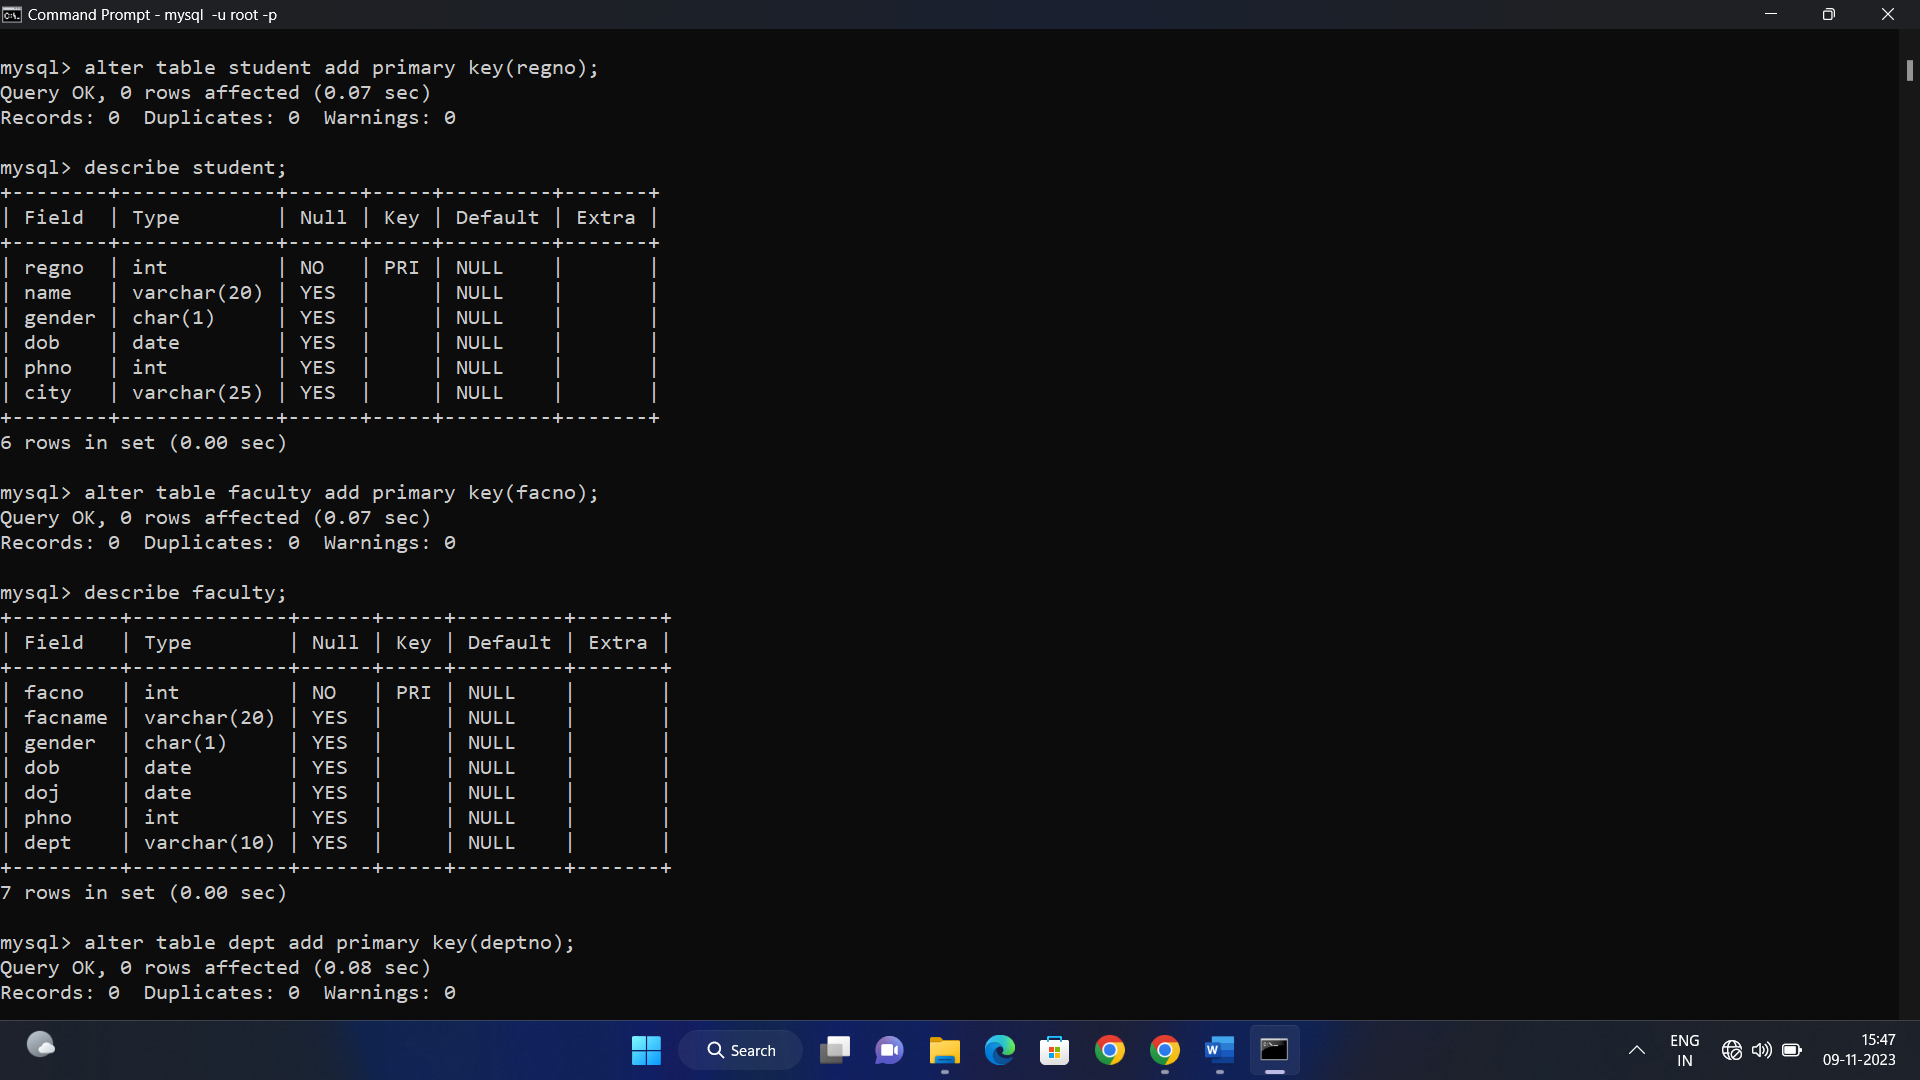 Command Prompt - mysql  -u root -p
mysql> alter table student add primary key(regno);
Query OK, 0 rows affected (0.07 sec)
Records: 0  Duplicates: 0  Warnings: 0
mysql> describe student;
+--------+-------------+------+-----+---------+-------+
| Field  | Type        | Null | Key | Default | Extra |
+--------+-------------+------+-----+---------+-------+
| regno  | int         | NO   | PRI | NULL    |       |
| name   | varchar(20) | YES  |     | NULL    |       |
| gender | char(1)     | YES  |     | NULL    |       |
| dob    | date        | YES  |     | NULL    |       |
| phno   | int         | YES  |     | NULL    |       |
| city   | varchar(25) | YES  |     | NULL    |       |
+--------+-------------+------+-----+---------+-------+
6 rows in set (0.00 sec)
mysql> alter table faculty add primary key(facno);
Query OK, 0 rows affected (0.07 sec)
Records: 0  Duplicates: 0  Warnings: 0
mysql> describe faculty;
+---------+-------------+------+-----+---------+-------+
| Field   | Type        | Null | Key | Default | Extra |
+---------+-------------+------+-----+---------+-------+
| facno   | int         | NO   | PRI | NULL    |       |
| facname | varchar(20) | YES  |     | NULL    |       |
| gender  | char(1)     | YES  |     | NULL    |       |
| dob     | date        | YES  |     | NULL    |       |
| doj     | date        | YES  |     | NULL    |       |
| phno    | int         | YES  |     | NULL    |       |
| dept    | varchar(10) | YES  |     | NULL    |       |
+---------+-------------+------+-----+---------+-------+
7 rows in set (0.00 sec)
mysql> alter table dept add primary key(deptno);
Query OK, 0 rows affected (0.08 sec)
Records: 0  Duplicates: 0  Warnings: 0
Search
ENG
IN
15:47
09-11-2023